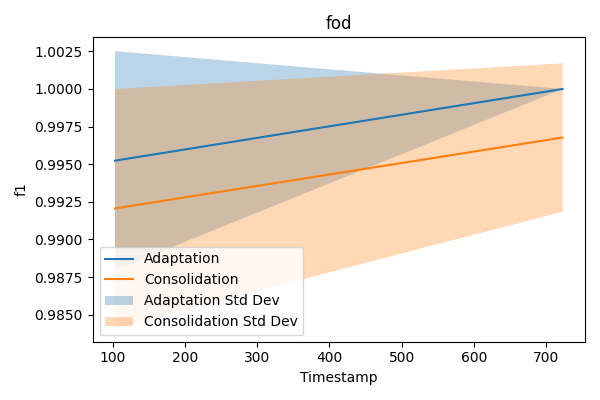 fod
1.0025
1.0000
0.9975
0.9950
0.9925
0.9900
0.9875
0.9850
f1
Adaptation
Consolidation
Adaptation Std Dev
Consolidation Std Dev
100 200 300 400 500 600 700
Timestamp